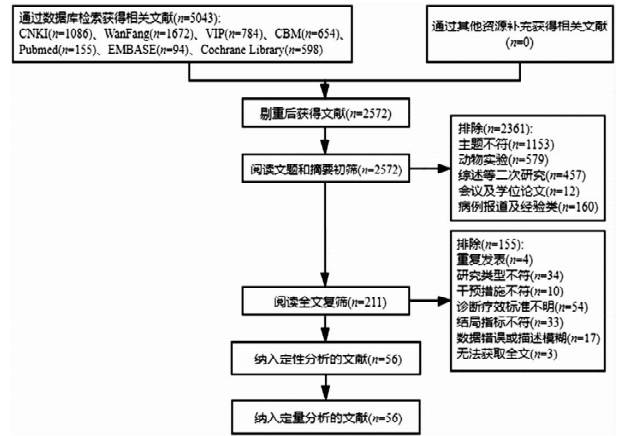 通过数据库检索获得相关文献(n=5043):
CNKI(n=1086)、WanFang(n=1672)、VIP(n=784)、CBM(n=654)、
Pubmed(n=155)、EMBASE(n=94)、Cochrane Library(n=598)
通过其他资源补充获得相关文献
(n=0)
剔重后获得文献(n=2572)
阅读文题和摘要初筛(n=2572)
排除(n=2361):
主题不符(n=1153)
动物实验(n=579)
综述等二次研究(n=457)
会议及学位论文(n=12)
病例报道及经验类(n=160)
阅读全文复筛(n=211)
排除(n=155):
重复发表(n=4)
研究类型不符(n=34)
干预措施不符(n=10)
诊断疗效标准不明(n=54)
结局指标不符(n=33)
数据错误或描述模糊(n=17)
无法获取全文(n=3)
纳入定性分析的文献(n=56)
纳入定量分析的文献(n=56)